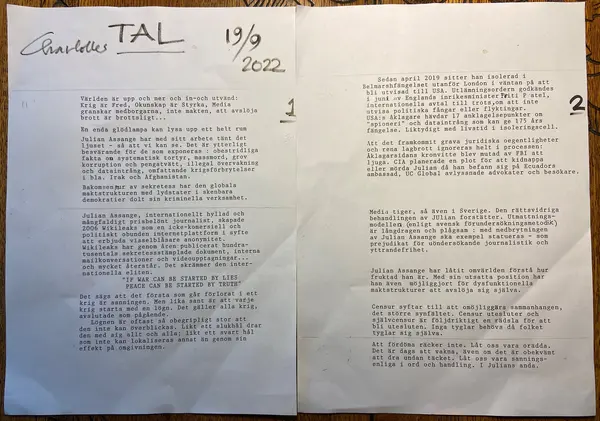 Charlottes TAL 19/9 2022
1
Världen är upp och ner och in-och utvänd:
Krig är Fred, Okunskap är Styrka, Media
granskar medborgarna, inte makten, att avslöja
brott är brottsligt...
En enda glödlampa kan lysa upp ett helt rum
Julian Assange har med sitt arbete tänt det
ljuset - så att vi kan se. Det är ytterligt
besvärande för de som exponeras : obestridliga
fakta om systematisk tortyr, massmord, grov
korruption och pengatvätt, illegal övervakning
och dataintrång, omfattande krigsförbrytelser
i bla. Irak och Afghanistan.
Bakom sekretess har den globala
maktstrukturen med lydstater i skenbara
demokratier dolt sin kriminella verksamhet.
Julian Assange, internationellt hyllad och
mångfaldigt prisbelönt journalist, skapade
2006 Wikileaks som en icke-komersiell och
politiskt obunden internetplattform i syfte
att erbjuda visselblåsare anonymitet.
Wikileaks har genom åren publicerat hundra-
tusentals sekretesstämplade dokument, interna
mailkonversationer och videoupptagningar...
och mycket återstår. Det skrämmer den inter-
nationella eliten.
"IF WAR CAN BE STARTED BY LIES
PEACE CAN BE STARTED BY TRUTH"
Det sägs att det första som går förlorat i ett
krig är sanningen. Men lika sant är att varje
krig startas med en lögn. Det gäller alla krig,
avslutade som pågående.
Lögnen är oftast så obegripligt stor att
den inte kan överblickas. Likt ett slukhål drar
den med sig allt och alla: likt ett svart hål
som inte kan lokaliseras annat än genom sin
effekt på omgivningen.
2
Sedan april 2019 sitter han isolerad i
Belmarshfängelset utanför London i väntan på att
bli utvisad till USA. Utlämningsordern godkändes
i juni av Englands inrikesminister Priti Patel,
internationella avtal till trots, om att inte
utvisa politiska fångar eller flyktingar.
USA:s åklagare hävdar 17 anklagelsepunkter om
"spioneri" och dataintrång som kan ge 175 års
fängelse. Liktydigt med livstid i isoleringscell.
Att det framkommit grava juridiska oegentligheter
och rena lagbrott ignoreras helt i processen:
Åklagarsidans kronvittne blev mutad av FBI att
ljuga. CIA planerade en plot för att kidnappa
eller mörda Julian då han befann sig på Ecuadors
ambassad, UC Global avlyssnade advokater och besökare.
Media tiger, så även i Sverige. Den rättsvidriga
behandlingen av JUlian fortsätter. Utmattnings-
modellen (enligt svensk förundersökningsmetodik)
är långdragen och plågsam : med nedbrytningen
av Julian Assange ska exempel statueras - som
prejudikat för undersökande journalistik och
yttrandefrihet.
Julian Assange har låtit omvärlden förstå hur
fruktad han är. Med sin utsatta position har
han även möjliggjort för dysfunktionella
maktstrukturer att avslöja sig själva.
Censur syftar till att omöjliggöra sammanhangen,
det större synfältet. Censur utesluter och
självcensur är följdriktigt en rädsla för att
bli utesluten. Inga tyglar behövs då folket
tyglar sig själva.
Att fördöma räcker inte. Låt oss vara orädda.
Det är dags att vakna, även om det är obekvämt
att dra undan täcket. Låt oss vara sannings-
enliga i ord och handling. I Julians anda.